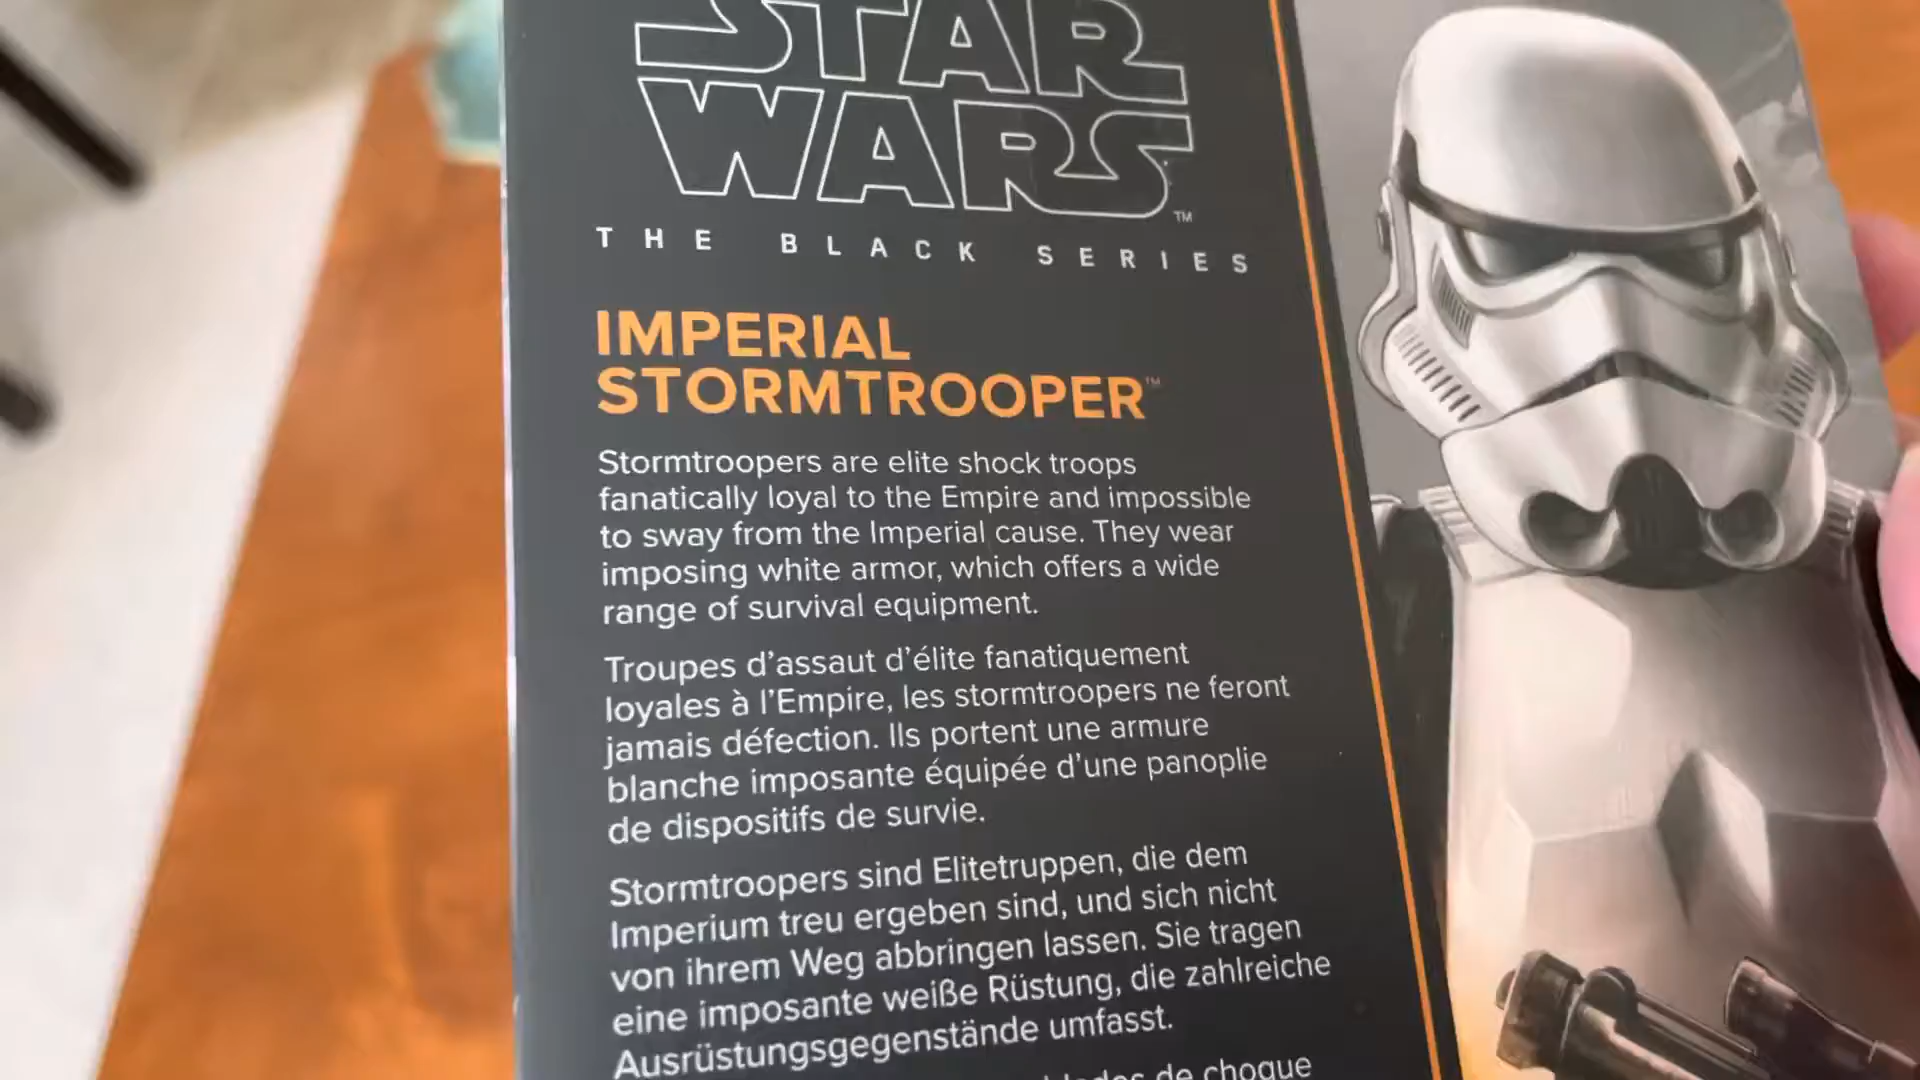 STAR
WARS™
THE BLACK SERIES
IMPERIAL
STORMTROOPER™
Stormtroopers are elite shock troops
fanatically loyal to the Empire and impossible
to sway from the Imperial cause. They wear
imposing white armor, which offers a wide
range of survival equipment.
Troupes d’assaut d’élite fanatiquement
loyales à l’Empire, les stormtroopers ne feront
jamais défection. Ils portent une armure
blanche imposante équipée d’une panoplie
de dispositifs de survie.
Stormtroopers sind Elitetruppen, die dem
Imperium treu ergeben sind, und sich nicht
von ihrem Weg abbringen lassen. Sie tragen
eine imposante weiße Rüstung, die zahlreiche
Ausrüstungsgegenstände umfasst.
de choque